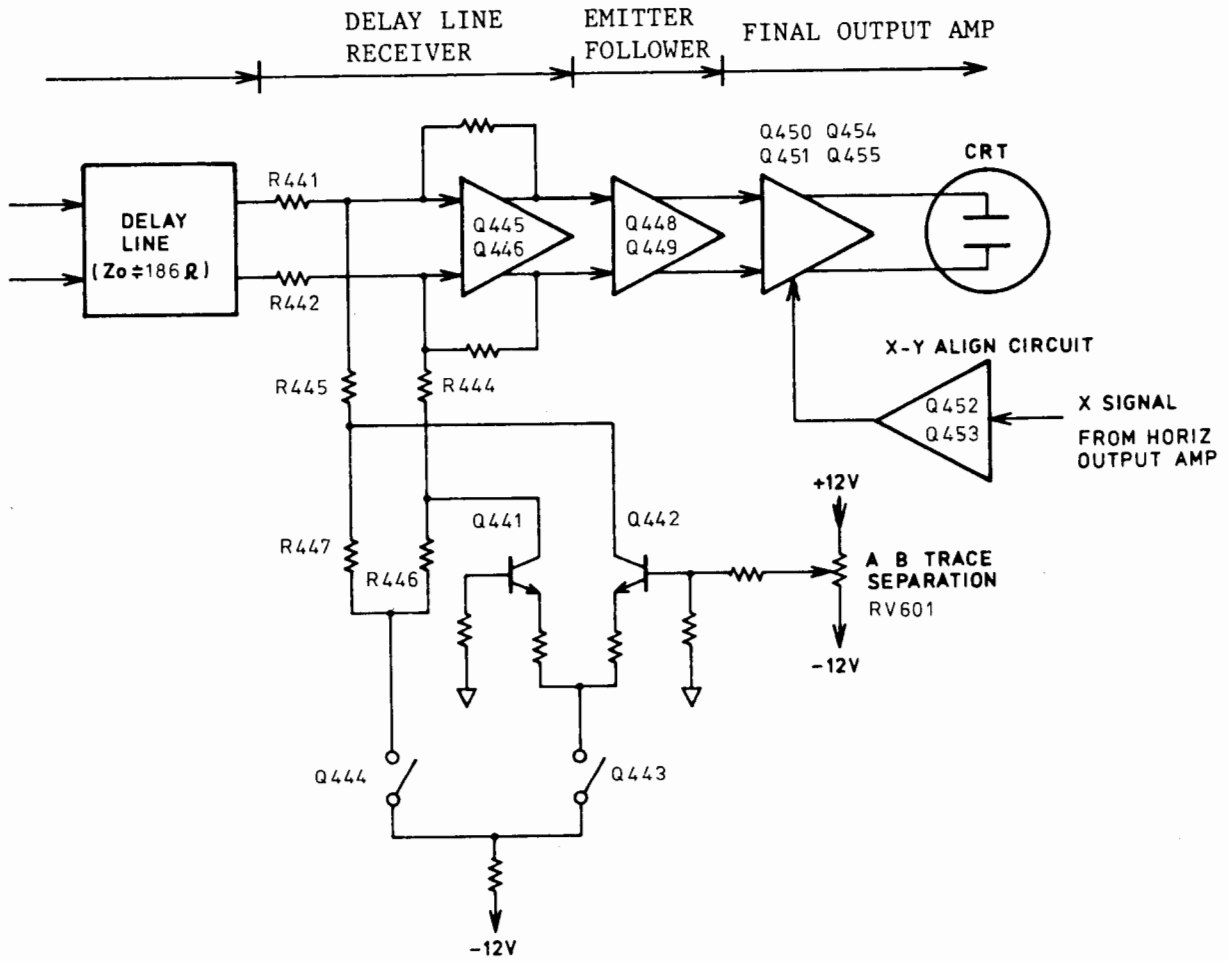 DELAY LINE
RECEIVER
EMITTER
FOLLOWER
FINAL OUTPUT AMP
DELAY
LINE
(Zo≑186Ω)
R441
R442
Q445
Q446
Q448
Q449
Q450 Q454
Q451 Q455
CRT
R445
R444
X-Y ALIGN CIRCUIT
Q452
Q453
X SIGNAL
FROM HORIZ
OUTPUT AMP
R447
R446
Q441
Q442
+12V
A B TRACE
SEPARATION
RV601
-12V
Q444
Q443
-12V